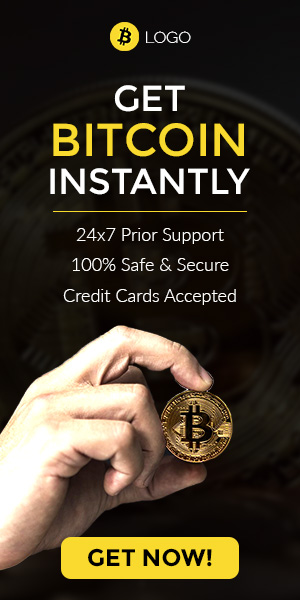 LOGO
GET
BITCOIN
INSTANTLY
24x7 Prior Support
100% Safe & Secure
Credit Cards Accepted
GET NOW!